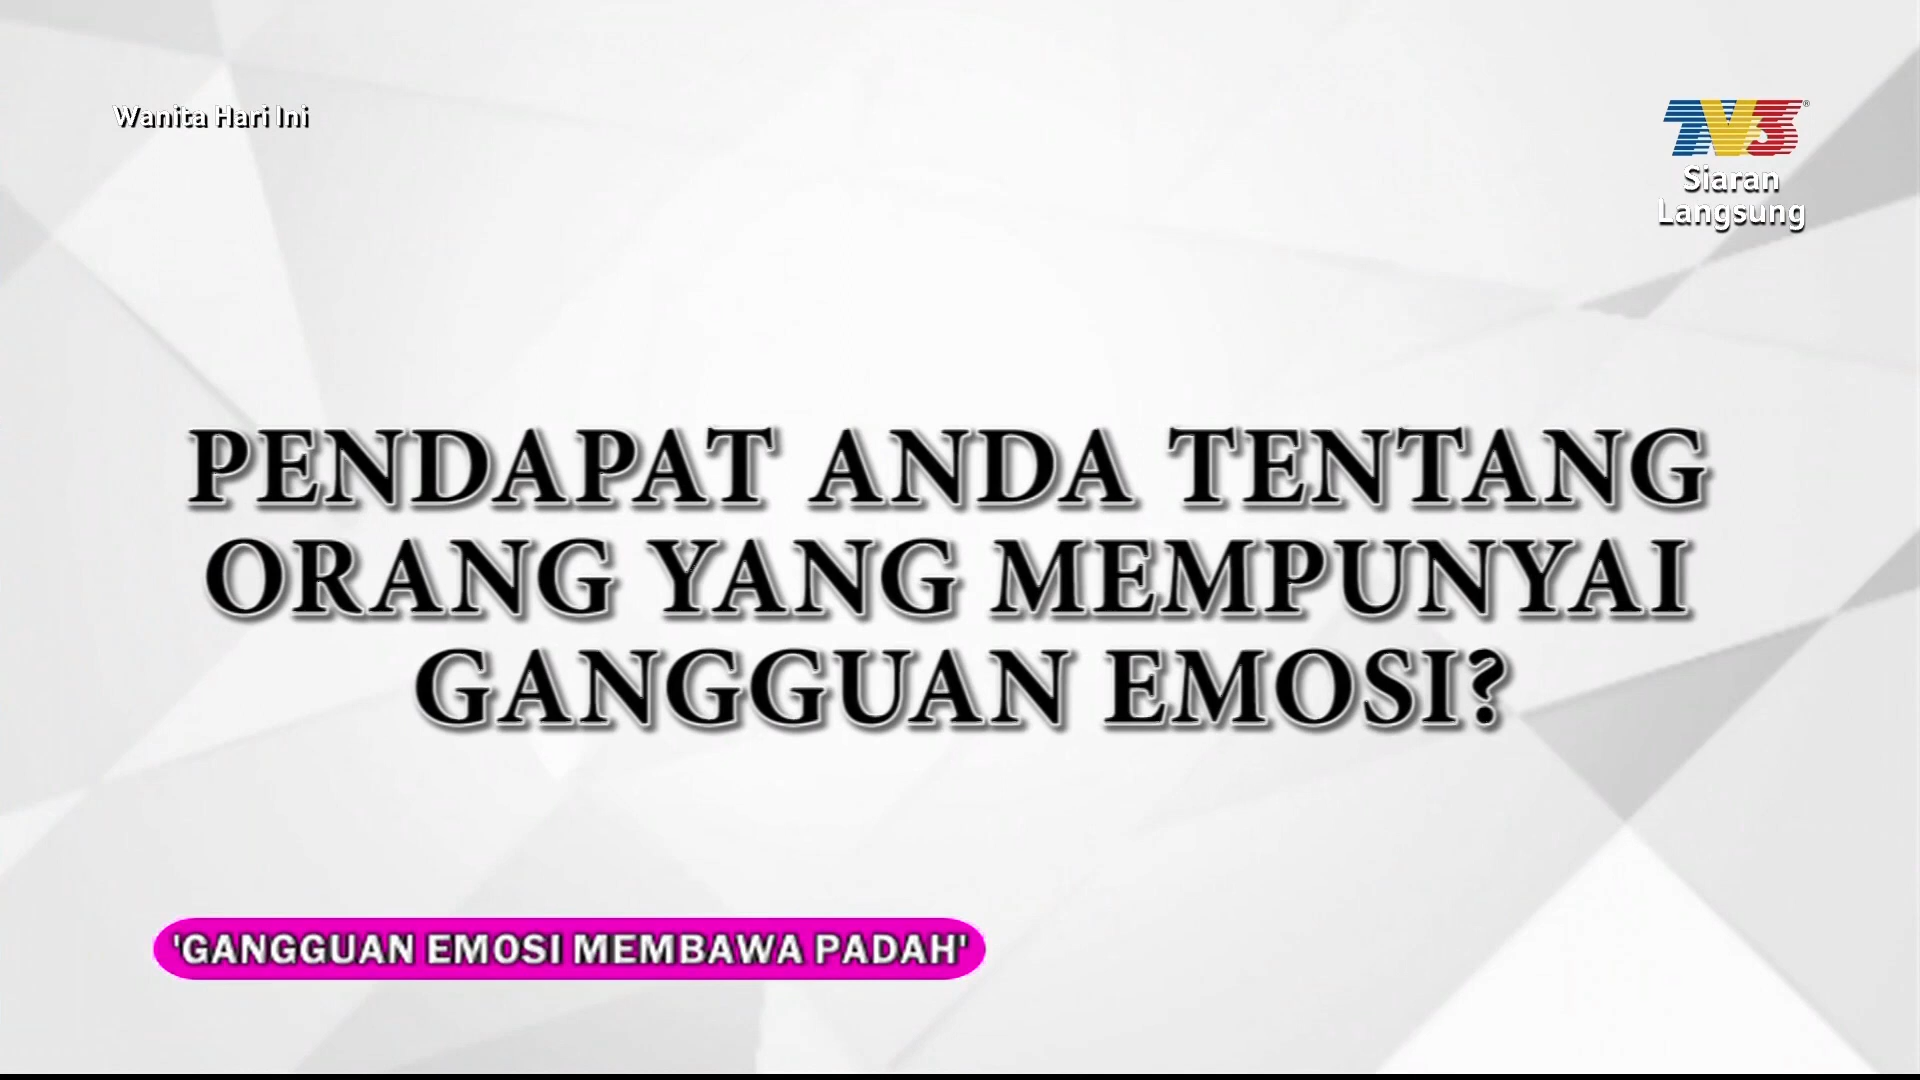 Wanita Hari Ini
TV3
Siaran
Langsung
PENDAPAT ANDA TENTANG
ORANG YANG MEMPUNYAI
GANGGUAN EMOSI?
'GANGGUAN EMOSI MEMBAWA PADAH'